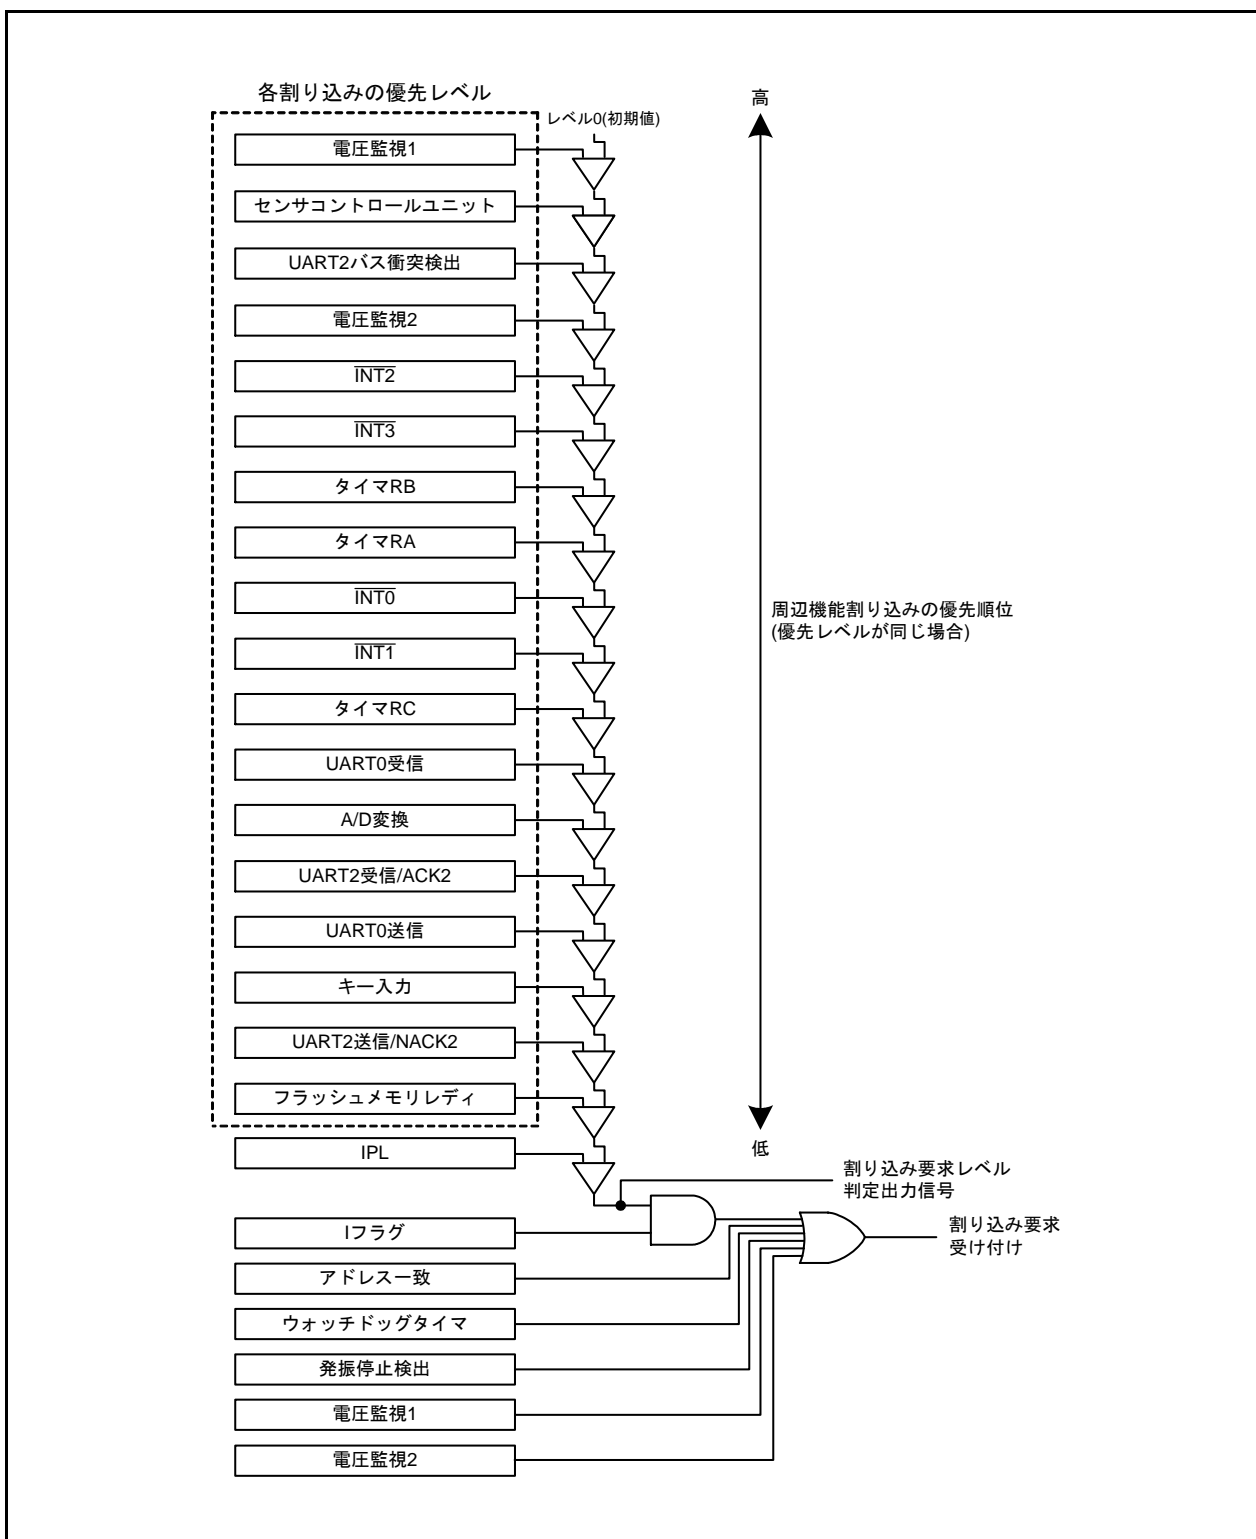 各割り込みの優先レベル
レベル0(初期値)
高
電圧監視1
センサコントロールユニット
UART2バス衝突検出
電圧監視2
INT2
INT3
タイマRB
タイマRA
INT0
INT1
タイマRC
UART0受信
A/D変換
UART2受信/ACK2
UART0送信
キー入力
UART2送信/NACK2
フラッシュメモリレディ
周辺機能割り込みの優先順位
(優先レベルが同じ場合)
低
IPL
割り込み要求レベル
判定出力信号
Iフラグ
割り込み要求
受け付け
アドレス一致
ウォッチドッグタイマ
発振停止検出
電圧監視1
電圧監視2